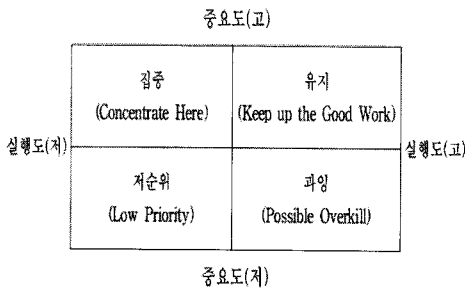 중요도(고)
집중
(Concentrate Here)
유지
(Keep up the Good Work)
실행도(저)
실행도(고)
저순위
(Low Priority)
과잉
(Possible Overkill)
중요도(저)